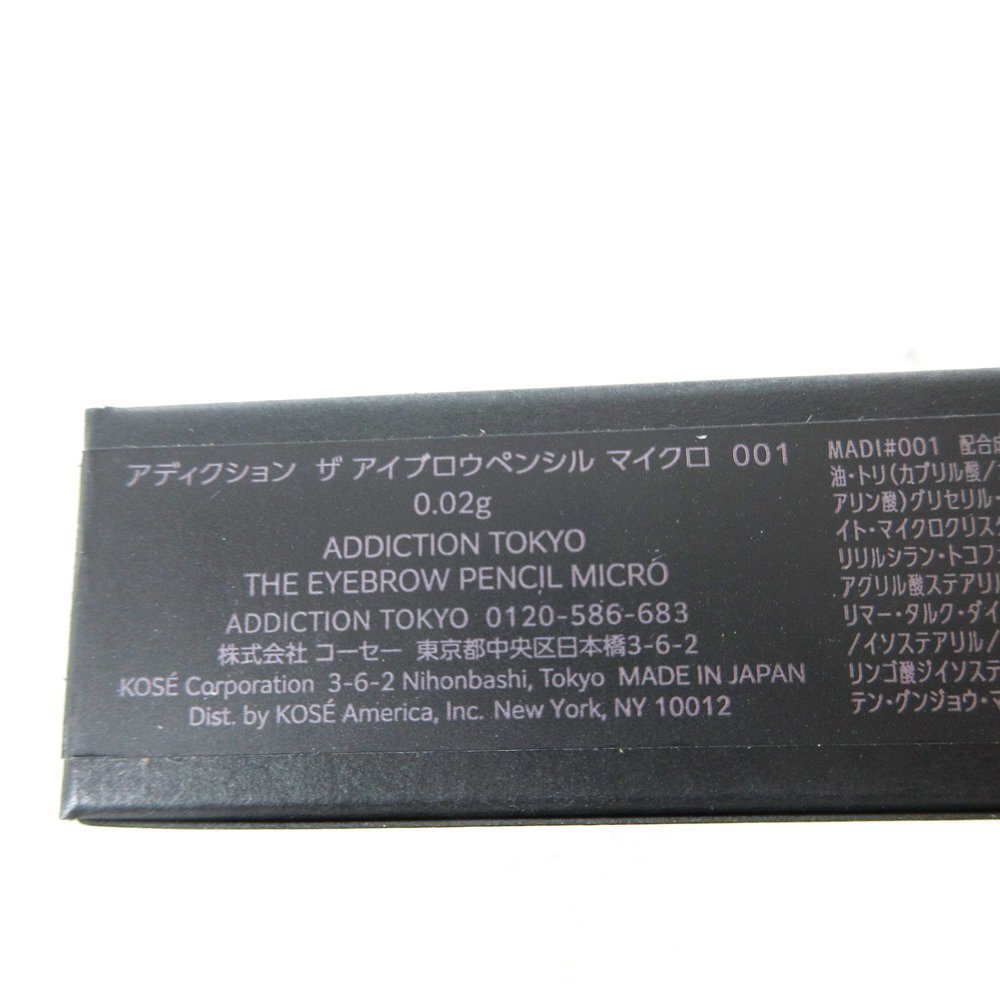 アディクション ザ アイブロウペンシル マイクロ 001
0.02g
ADDICTION TOKYO
THE EYEBROW PENCIL MICRO
ADDICTION TOKYO 0120-586-683
株式会社 コーセー 東京都中央区日本橋3-6-2
KOSÉ Corporation 3-6-2 Nihonbashi, Tokyo MADE IN JAPAN
Dist. by KOSÉ America, Inc. New York, NY 10012
MADI#001 配合
油・トリ(カプリル酸/
アリン酸)グリセリル・
イト・マイクロクリス
リリルシラン・トコフ
アクリル酸ステアリル
リマー・タルク・ダイ
/イソステアリル/
リンゴ酸ジイソステ
テン・グンジョウ・マ